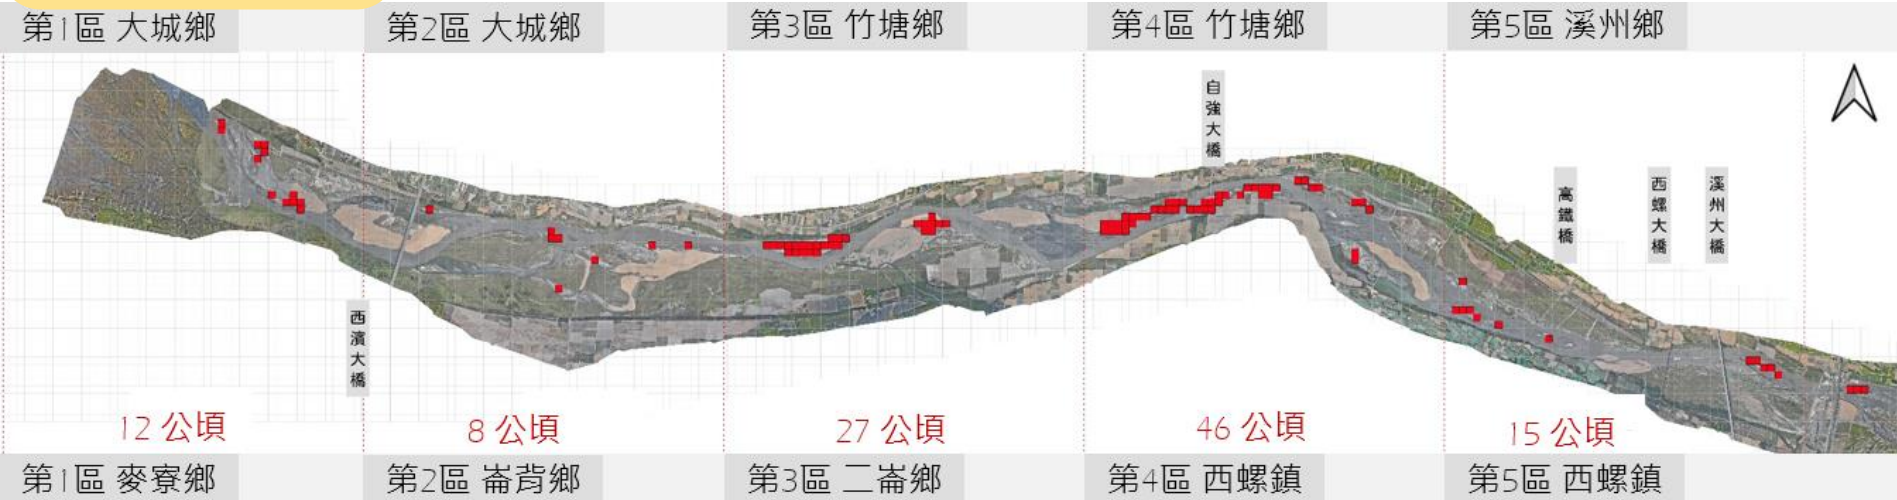 第1區 大城鄉
第2區 大城鄉
第3區 竹塘鄉
第4區 竹塘鄉
第5區 溪州鄉
自強大橋
高鐵橋
西螺大橋
溪州大橋
西濱大橋
12 公頃
8 公頃
27 公頃
46 公頃
15 公頃
第1區 麥寮鄉
第2區 崙背鄉
第3區 二崙鄉
第4區 西螺鎮
第5區 西螺鎮